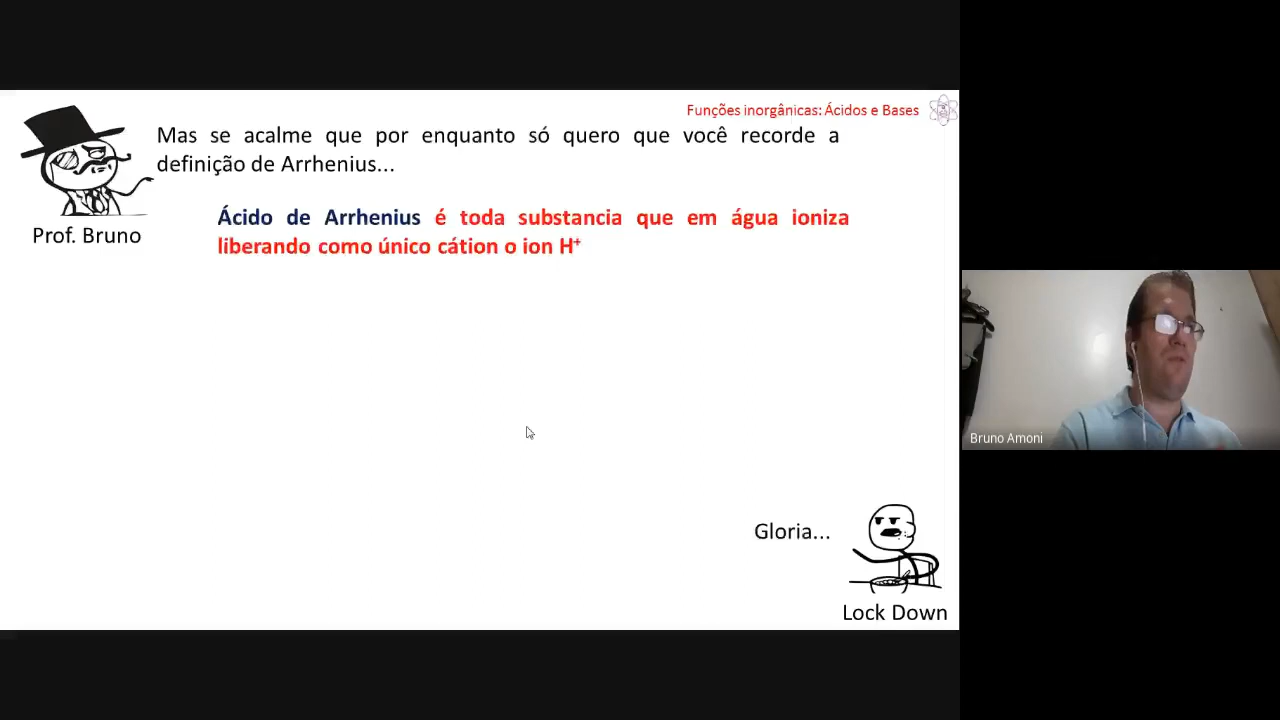 Funções inorgânicas: Ácidos e Bases
Mas se acalme que por enquanto só quero que você recorde a
definição de Arrhenius...
Ácido de Arrhenius é toda substancia que em água ioniza
liberando como único cátion o ion H⁺
Prof. Bruno
Bruno Amoni
Gloria...
Lock Down